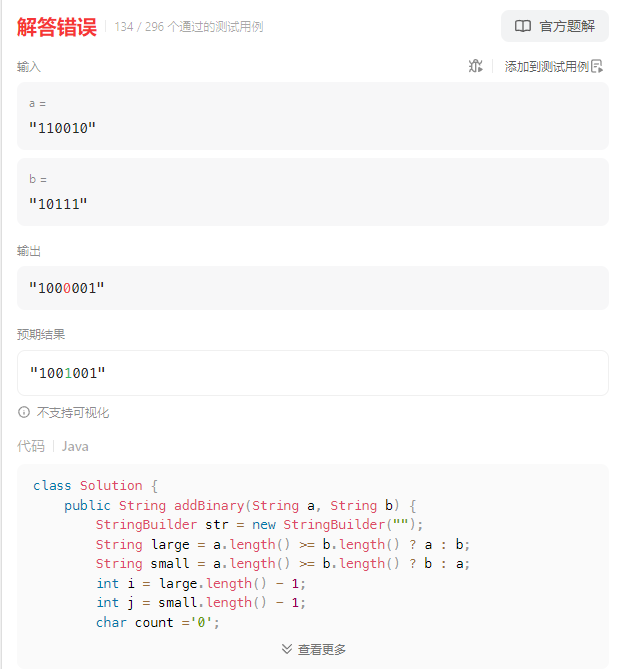 解答错误 134 / 296 个通过的测试用例 官方题解
输入 添加到测试用例
a =
"110010"
b =
"10111"
输出
"1000001"
预期结果
"1001001"
不支持可视化
代码 Java
class Solution {
    public String addBinary(String a, String b) {
        StringBuilder str = new StringBuilder("");
        String large = a.length() >= b.length() ? a : b;
        String small = a.length() >= b.length() ? b : a;
        int i = large.length() - 1;
        int j = small.length() - 1;
        char count ='0';
查看更多